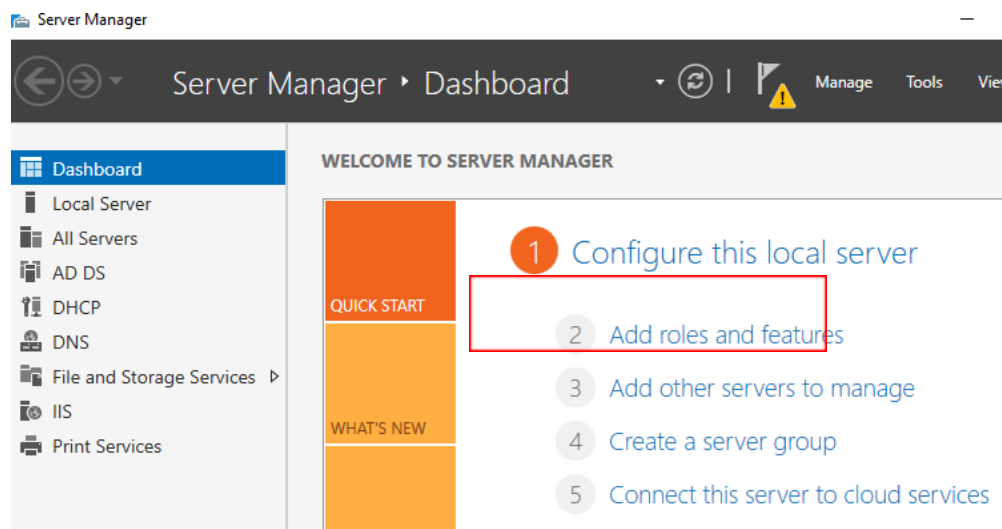 Server Manager
Server Manager ‣ Dashboard
Manage Tools Vie
Dashboard
Local Server
All Servers
AD DS
DHCP
DNS
File and Storage Services
IIS
Print Services
WELCOME TO SERVER MANAGER
QUICK START
WHAT'S NEW
1 Configure this local server
2 Add roles and features
3 Add other servers to manage
4 Create a server group
5 Connect this server to cloud services